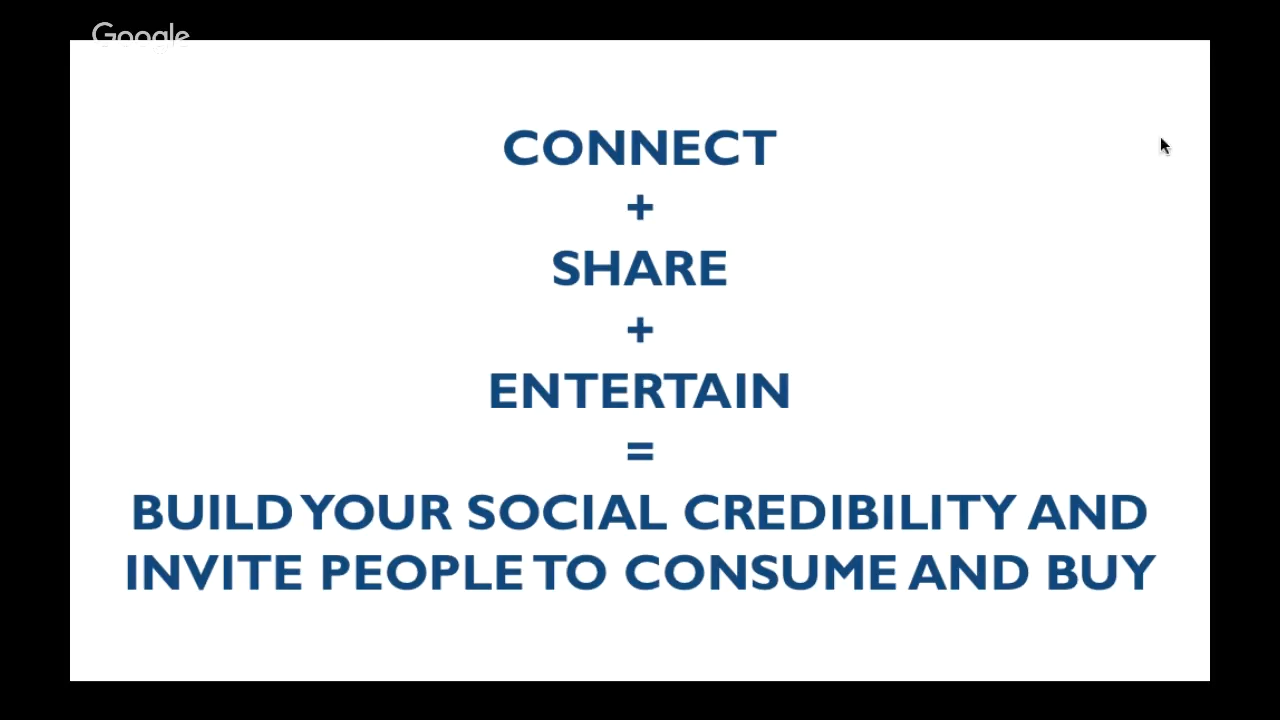 Google
CONNECT
+
SHARE
+
ENTERTAIN
=
BUILD YOUR SOCIAL CREDIBILITY AND
INVITE PEOPLE TO CONSUME AND BUY